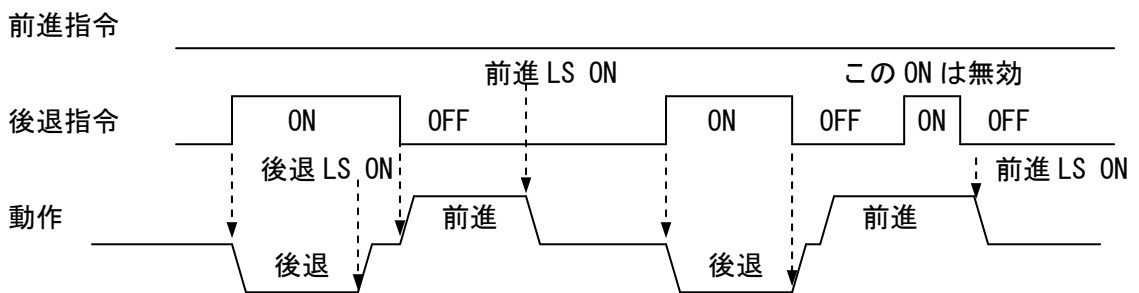 前進指令
前進 LS ON
この ON は無効
後退指令
ON
OFF
ON
OFF
ON
OFF
後退 LS ON
前進 LS ON
動作
前進
前進
後退
後退